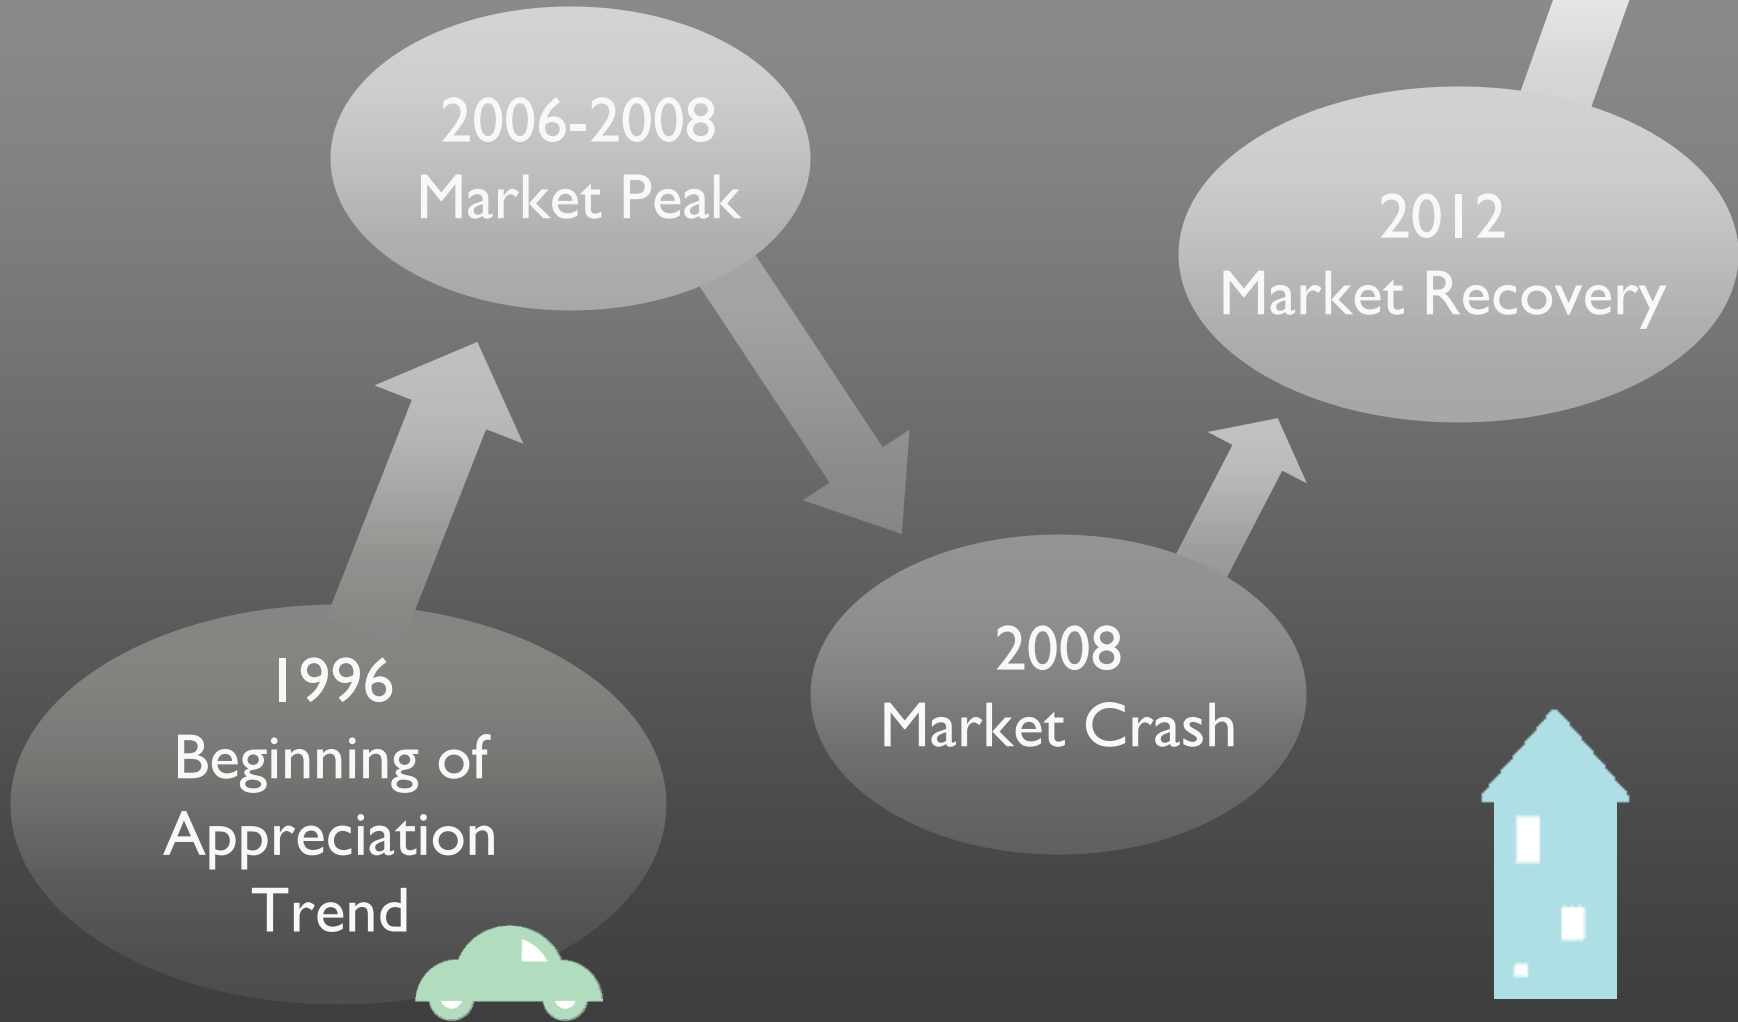 1996
Beginning of
Appreciation
Trend
2006-2008
Market Peak
2008
Market Crash
2012
Market Recovery